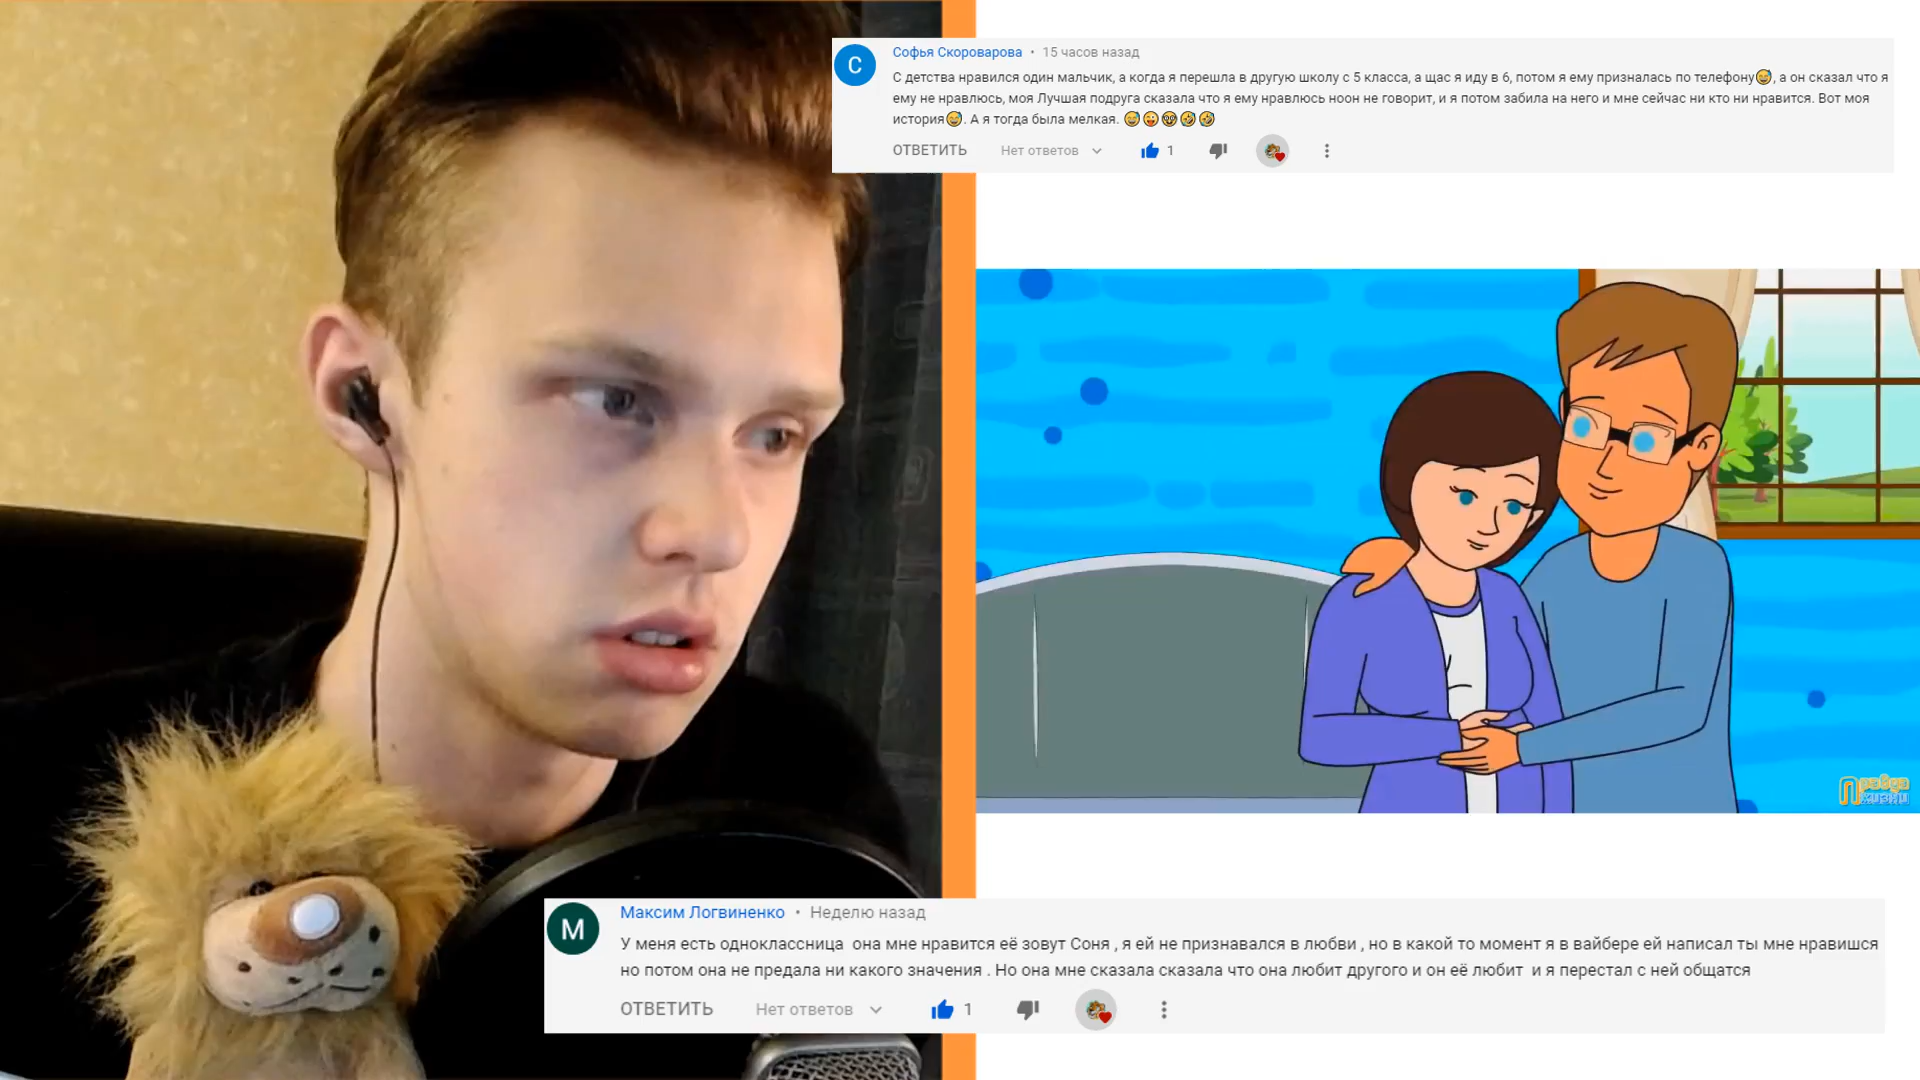 Софья Скороварова • 15 часов назад
С
С детства нравился один мальчик, а когда я перешла в другую школу с 5 класса, а щас я иду в 6, потом я ему призналась по телефону😅, а он сказал что я
ему не нравлюсь, моя Лучшая подруга сказала что я ему нравлюсь ноон не говорит, и я потом забила на него и мне сейчас ни кто ни нравится. Вот моя
история😅. А я тогда была мелкая. 😅😜🤓🤣🤣
ОТВЕТИТЬ Нет ответов 1
Правда
жизни
Максим Логвиненко • Неделю назад
М
У меня есть одноклассница она мне нравится её зовут Соня , я ей не признавался в любви , но в какой то момент я в вайбере ей написал ты мне нравишся
но потом она не предала ни какого значения . Но она мне сказала сказала что она любит другого и он её любит и я перестал с ней общатся
ОТВЕТИТЬ Нет ответов 1